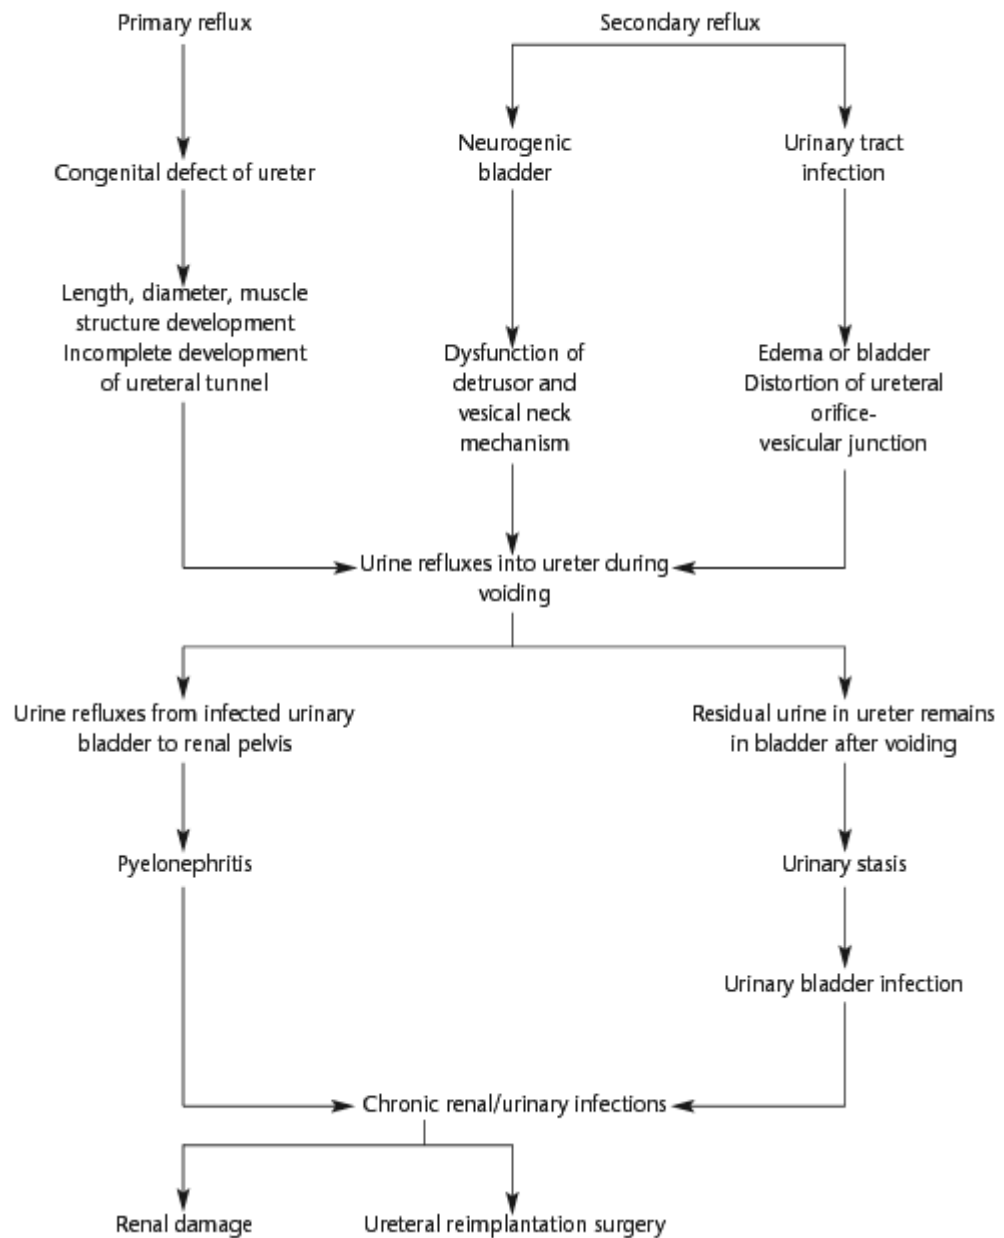 Primary reflux
Secondary reflux
Congenital defect of ureter
Neurogenic
bladder
Urinary tract
infection
Length, diameter, muscle
structure development
Incomplete development
of ureteral tunnel
Dysfunction of
detrusor and
vesical neck
mechanism
Edema or bladder
Distortion of ureteral
orifice-
vesicular junction
Urine refluxes into ureter during
voiding
Urine refluxes from infected urinary
bladder to renal pelvis
Residual urine in ureter remains
in bladder after voiding
Pyelonephritis
Urinary stasis
Urinary bladder infection
Chronic renal/urinary infections
Renal damage
Ureteral reimplantation surgery